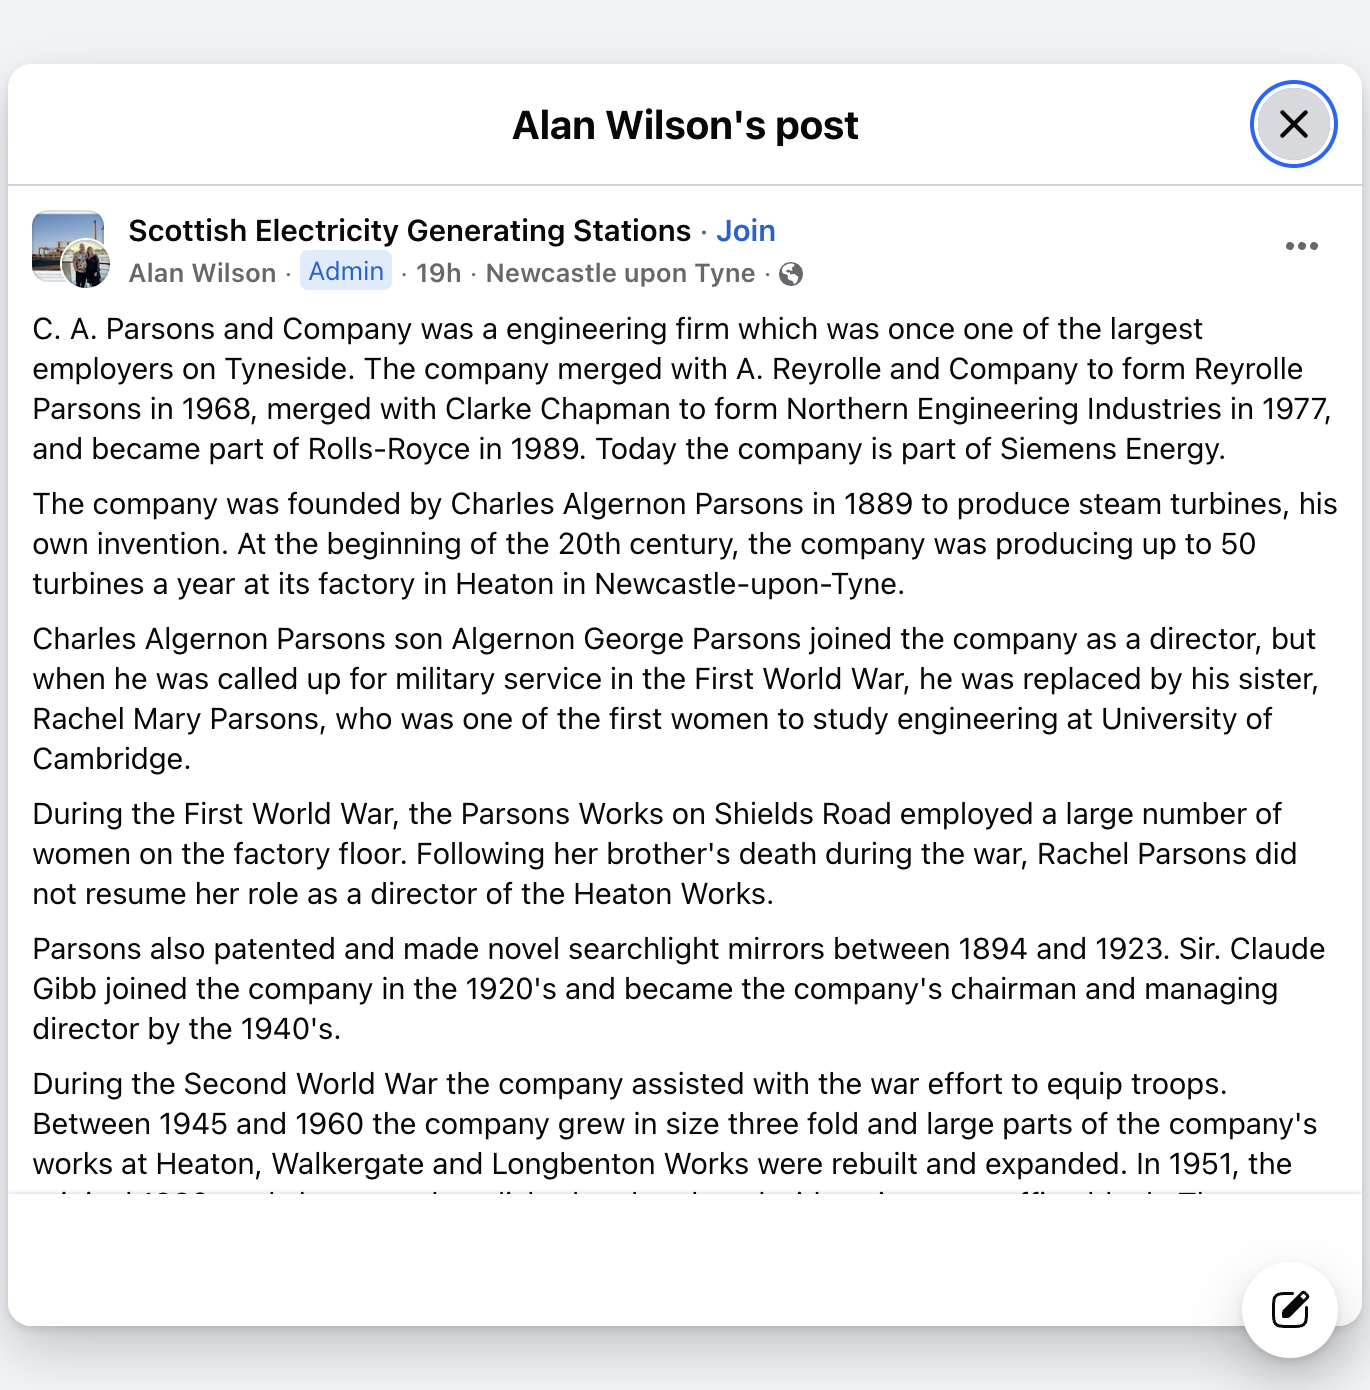 Alan Wilson's post
Scottish Electricity Generating Stations · Join
Alan Wilson · Admin · 19h · Newcastle upon Tyne ·
C. A. Parsons and Company was a engineering firm which was once one of the largest
employers on Tyneside. The company merged with A. Reyrolle and Company to form Reyrolle
Parsons in 1968, merged with Clarke Chapman to form Northern Engineering Industries in 1977,
and became part of Rolls-Royce in 1989. Today the company is part of Siemens Energy.
The company was founded by Charles Algernon Parsons in 1889 to produce steam turbines, his
own invention. At the beginning of the 20th century, the company was producing up to 50
turbines a year at its factory in Heaton in Newcastle-upon-Tyne.
Charles Algernon Parsons son Algernon George Parsons joined the company as a director, but
when he was called up for military service in the First World War, he was replaced by his sister,
Rachel Mary Parsons, who was one of the first women to study engineering at University of
Cambridge.
During the First World War, the Parsons Works on Shields Road employed a large number of
women on the factory floor. Following her brother's death during the war, Rachel Parsons did
not resume her role as a director of the Heaton Works.
Parsons also patented and made novel searchlight mirrors between 1894 and 1923. Sir. Claude
Gibb joined the company in the 1920's and became the company's chairman and managing
director by the 1940's.
During the Second World War the company assisted with the war effort to equip troops.
Between 1945 and 1960 the company grew in size three fold and large parts of the company's
works at Heaton, Walkergate and Longbenton Works were rebuilt and expanded. In 1951, the